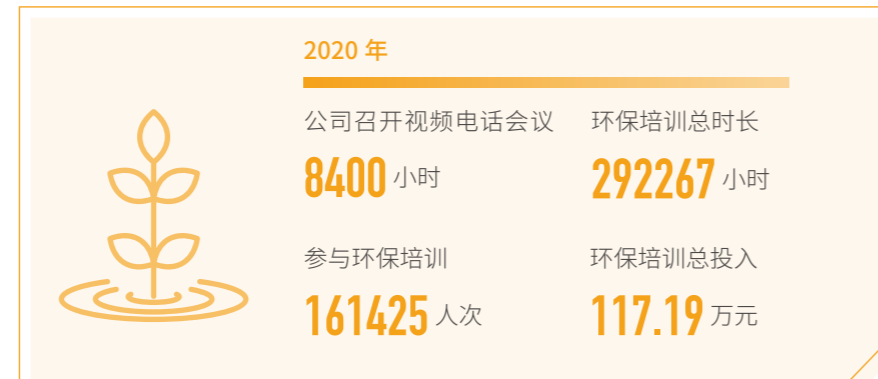 2020 年
公司召开视频电话会议
环保培训总时长
8400 小时
292267 小时
参与环保培训
环保培训总投入
161425 人次
117.19 万元